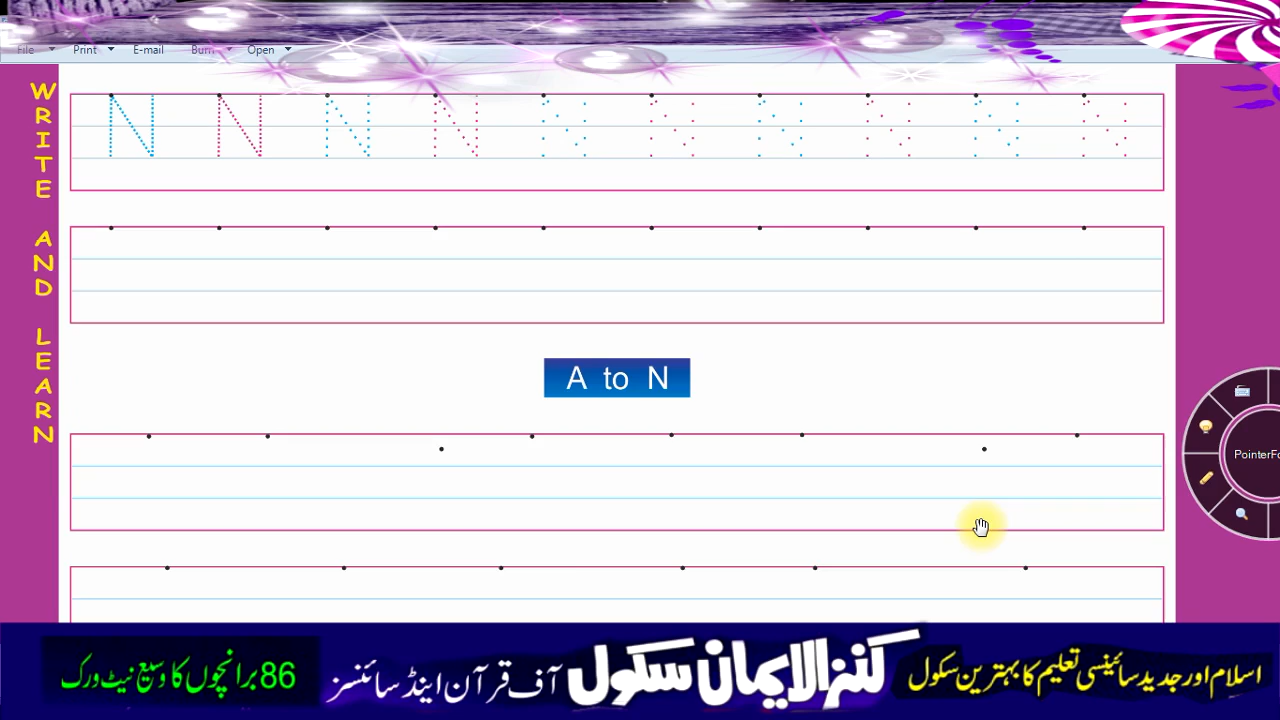 File Print E-mail Burn Open
WRITE AND LEARN
N N N N N N N N N N
A to N
PointerFo
اسلام اور جدید سائینسی تعلیم کا بہترین سکول
کنزالایمان سکول آف قرآن اینڈ سائنسز
86 برانچوں کا وسیع نیٹ ورک